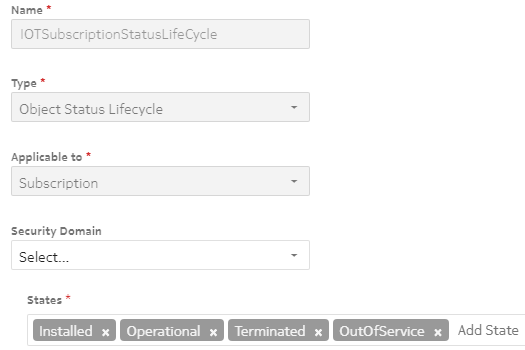 Name *
IOTSubscriptionStatusLifeCycle
Type *
Object Status Lifecycle
Applicable to *
Subscription
Security Domain
Select...
States *
Installed × Operational × Terminated × OutOfService × Add State